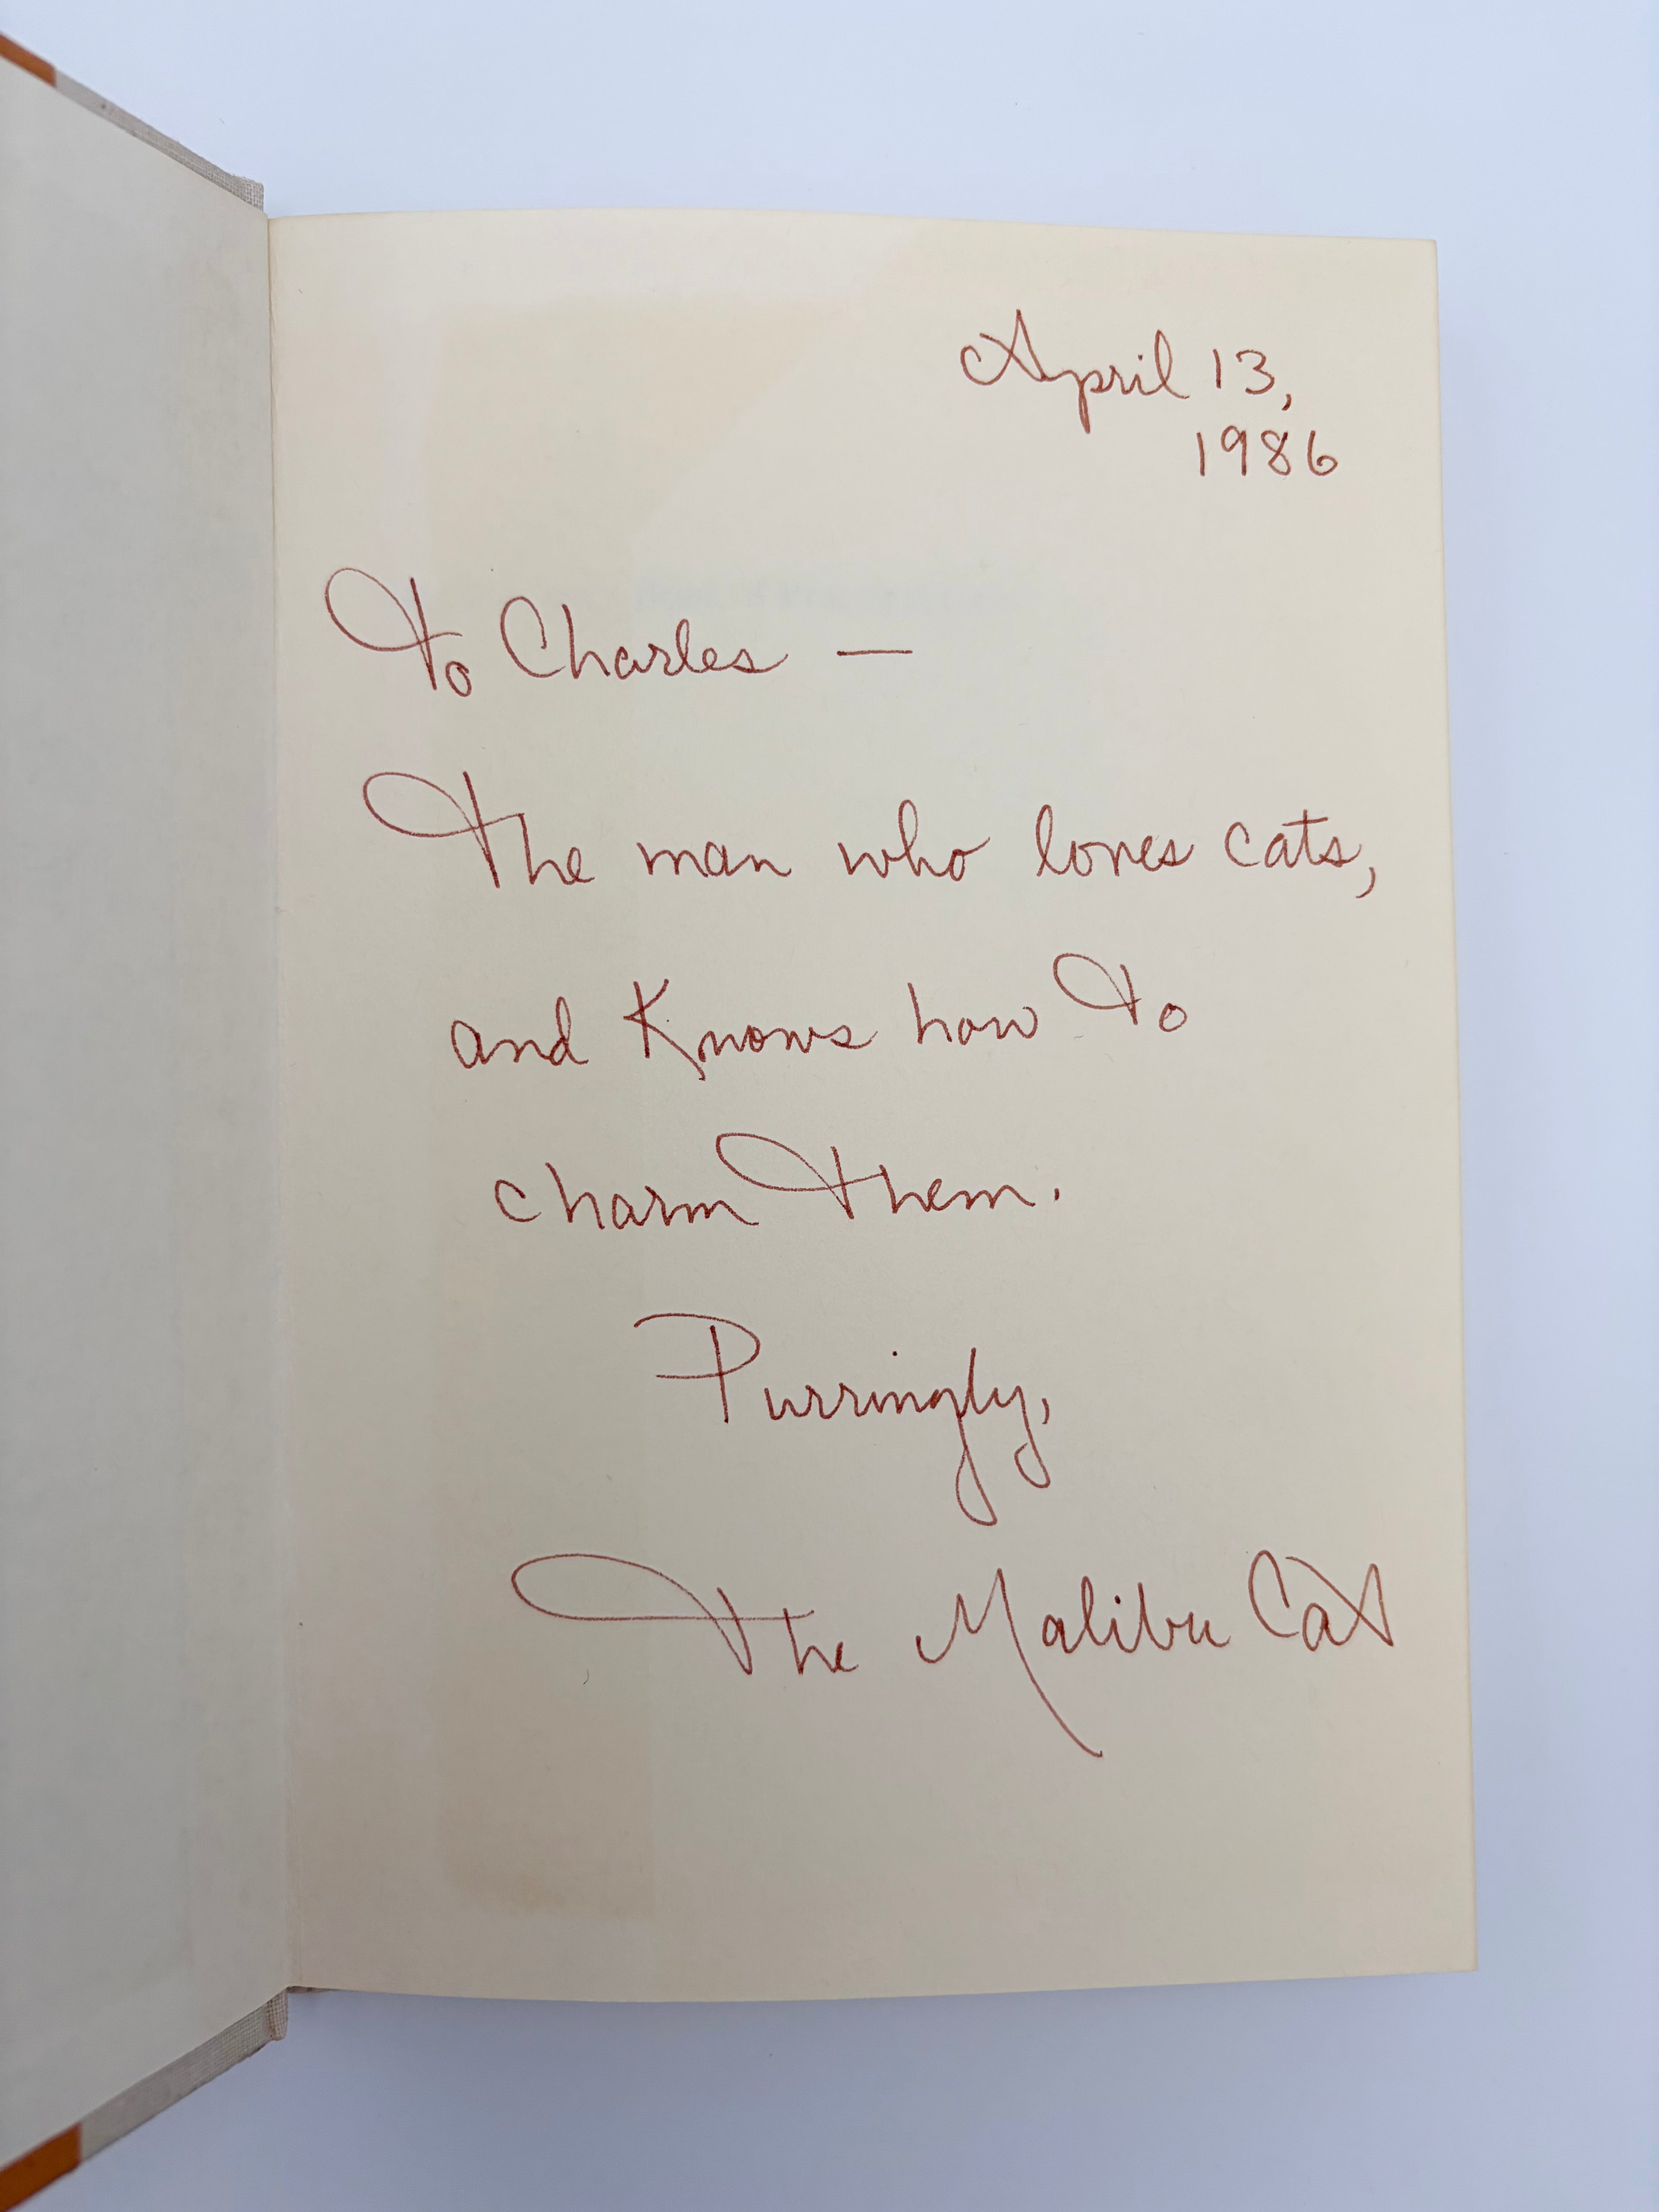 April 13,
1986
To Charles —
The man who loves cats,
and Knows how to
charm them.
Purringly,
The Malibu Cat